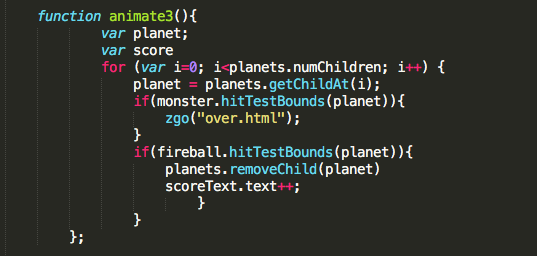 function animate3(){
var planet;
var score
for (var i=0; i<planets.numChildren; i++) {
planet = planets.getChildAt(i);
if(monster.hitTestBounds(planet)){
zgo("over.html");
}
if(fireball.hitTestBounds(planet)){
planets.removeChild(planet)
scoreText.text++;
}
}
};